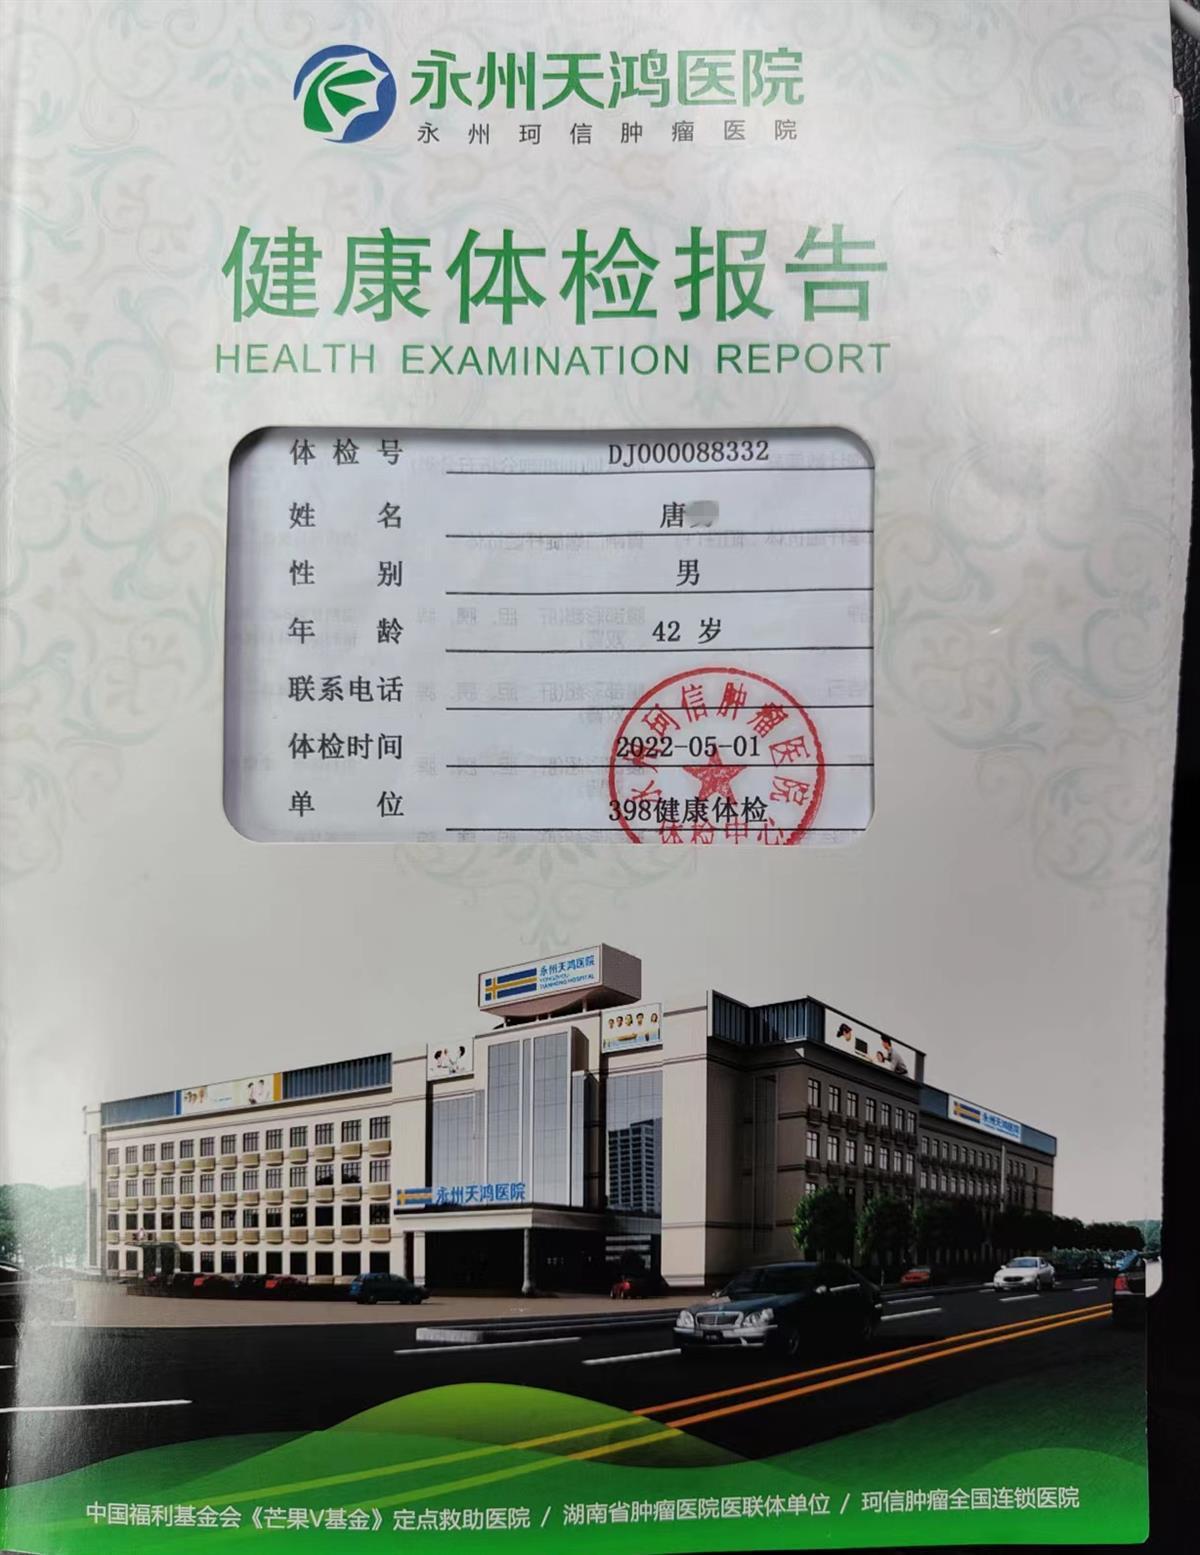 永州天鸿医院
永州珂信肿瘤医院
健康体检报告
HEALTH EXAMINATION REPORT
体检号 DJ000088332
姓名 唐
性别 男
年龄 42 岁
联系电话
体检时间 2022-05-01
单位 398健康体检
永州珂信肿瘤医院
体检中心
永州天鸿医院
YONGZHOU
TIANHONG HOSPITAL
永州天鸿医院
永州天鸿医院
中国福利基金会《芒果V基金》定点救助医院 / 湖南省肿瘤医院医联体单位 / 珂信肿瘤全国连锁医院